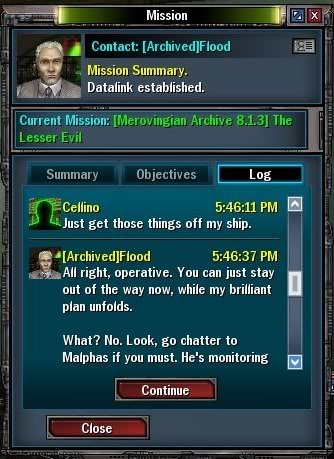 Mission
Contact: [Archived]Flood
Mission Summary.
Datalink established.
Current Mission: [Merovingian Archive 8.1.3] The
Lesser Evil
Summary
Objectives
Log
Cellino 5:46:11 PM
Just get those things off my ship.
[Archived]Flood 5:46:37 PM
All right, operative. You can just stay
out of the way now, while my brilliant
plan unfolds.
What? No. Look, go chatter to
Malphas if you must. He's monitoring
Continue
Close